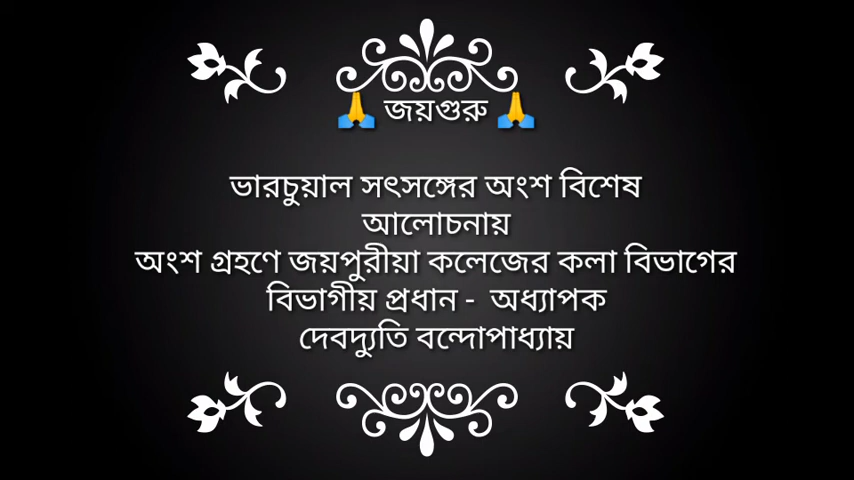 🙏 জয়গুরু 🙏
ভারচুয়াল সৎসঙ্গের অংশ বিশেষ
আলোচনায়
অংশ গ্রহণে জয়পুরীয়া কলেজের কলা বিভাগের
বিভাগীয় প্রধান - অধ্যাপক
দেবদ্যুতি বন্দোপাধ্যায়